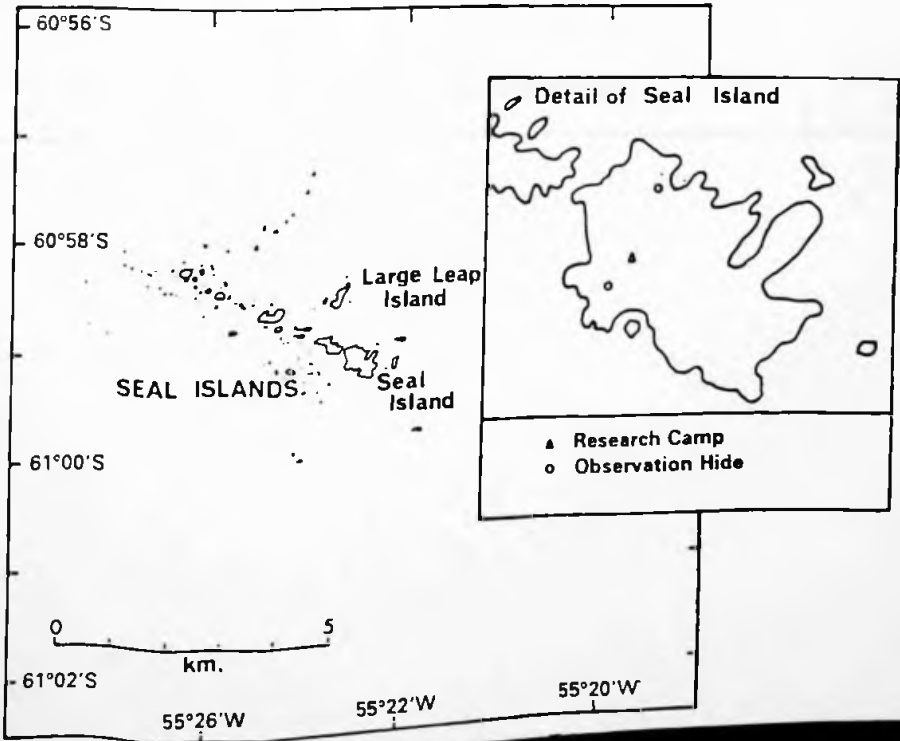 60°56'S
Detail of Seal Island
60°58'S
Large Leap
Island
SEAL ISLANDS
Seal
Island
Research Camp
Observation Hide
61°00'S
0 5
km.
61°02'S
55°26'W
55°22'W
55°20'W